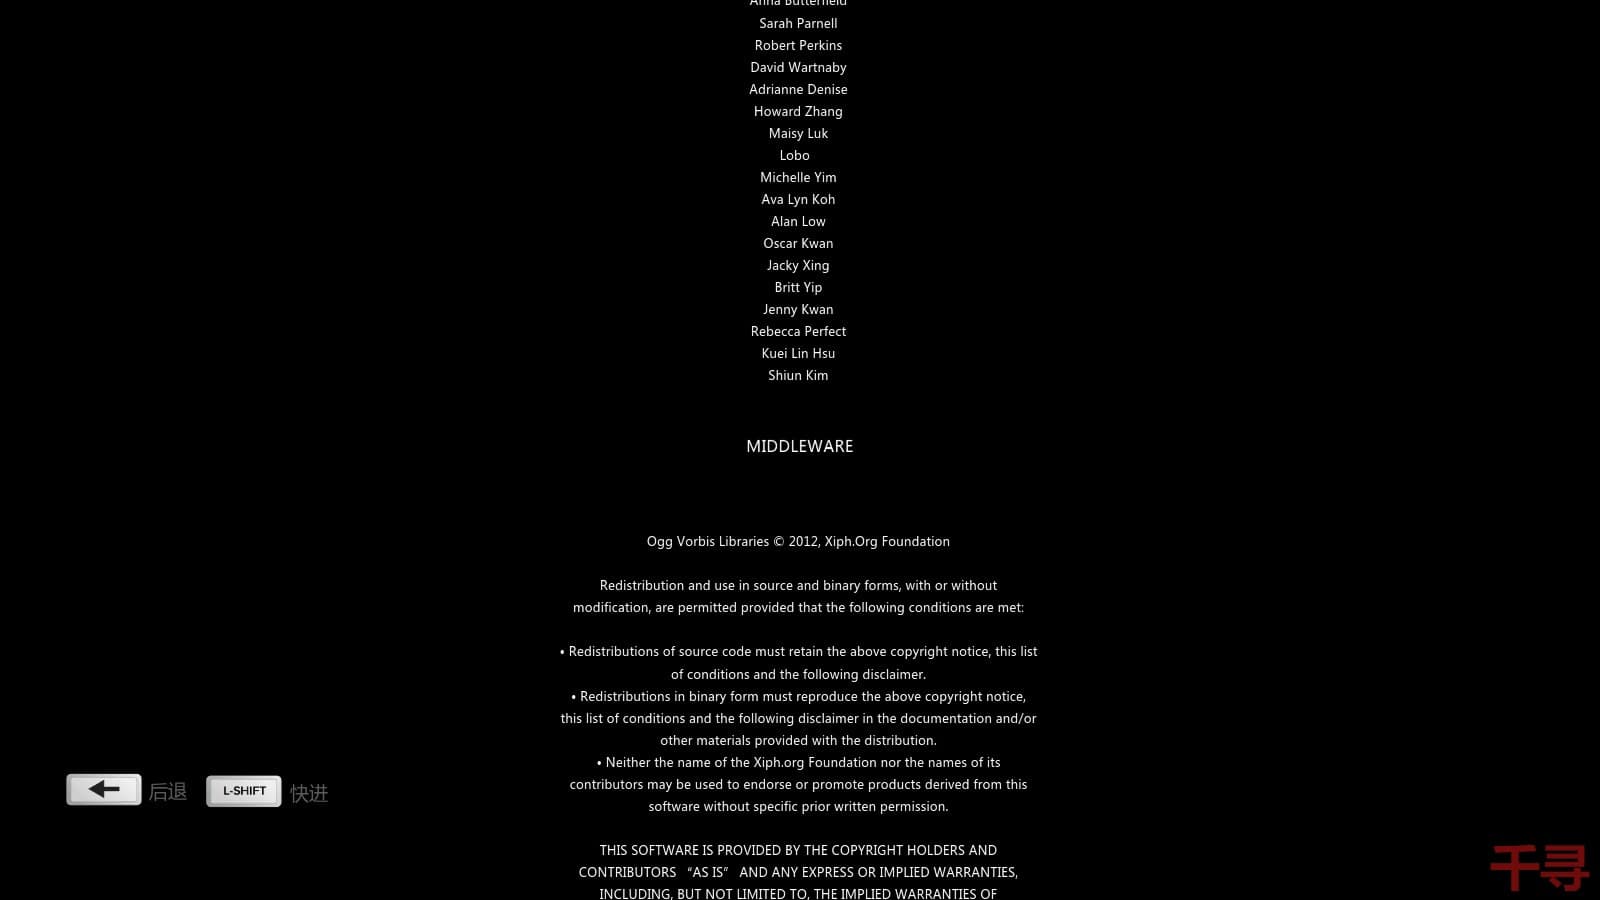 Anna Butterfield
Sarah Parnell
Robert Perkins
David Wartnaby
Adrianne Denise
Howard Zhang
Maisy Luk
Lobo
Michelle Yim
Ava Lyn Koh
Alan Low
Oscar Kwan
Jacky Xing
Britt Yip
Jenny Kwan
Rebecca Perfect
Kuei Lin Hsu
Shiun Kim
MIDDLEWARE
Ogg Vorbis Libraries © 2012, Xiph.Org Foundation
Redistribution and use in source and binary forms, with or without
modification, are permitted provided that the following conditions are met:
• Redistributions of source code must retain the above copyright notice, this list
of conditions and the following disclaimer.
• Redistributions in binary form must reproduce the above copyright notice,
this list of conditions and the following disclaimer in the documentation and/or
other materials provided with the distribution.
• Neither the name of the Xiph.org Foundation nor the names of its
contributors may be used to endorse or promote products derived from this
software without specific prior written permission.
THIS SOFTWARE IS PROVIDED BY THE COPYRIGHT HOLDERS AND
CONTRIBUTORS “AS IS” AND ANY EXPRESS OR IMPLIED WARRANTIES,
INCLUDING, BUT NOT LIMITED TO, THE IMPLIED WARRANTIES OF
后退 L-SHIFT 快进
千寻